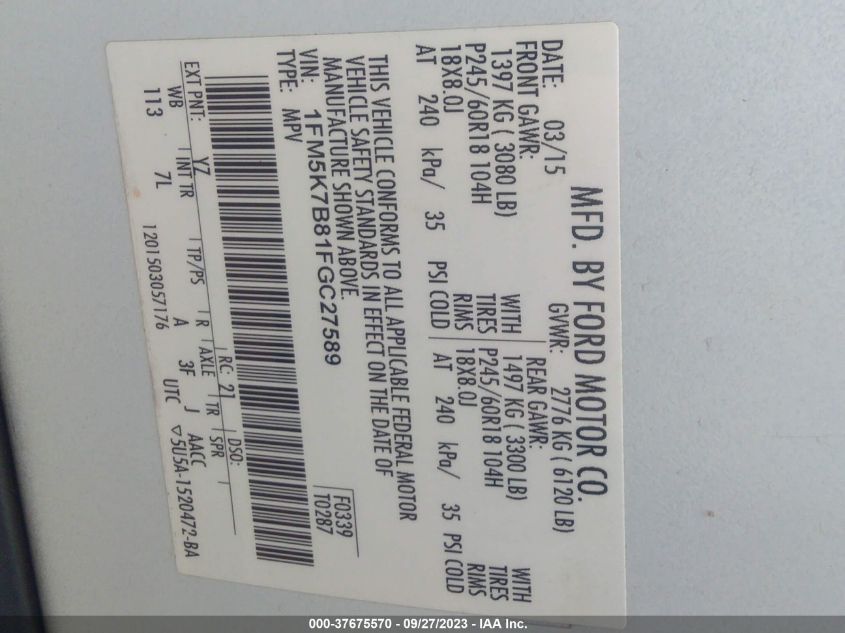 MFD. BY FORD MOTOR CO.
DATE: 03/15 GVWR: 2776 KG ( 6120 LB)
FRONT GAWR: REAR GAWR:
1397 KG ( 3080 LB) WITH 1497 KG ( 3300 LB) WITH
P245/60R18 104H TIRES P245/60R18 104H TIRES
18X8.0J RIMS 18X8.0J RIMS
AT 240 kPa/ 35 PSI COLD AT 240 kPa/ 35 PSI COLD
THIS VEHICLE CONFORMS TO ALL APPLICABLE FEDERAL MOTOR
VEHICLE SAFETY STANDARDS IN EFFECT ON THE DATE OF
MANUFACTURE SHOWN ABOVE.
VIN: 1FM5K7B81FGC27589
TYPE: MPV
F0339
T0287
EXT PNT: YZ RC: 21 DSO:
WB INT TR TP/PS R AXLE TR SPR
113 7L A 3F J AACC
1201503057176 UTC ▽5U5A-1520472-BA
000-37675570 - 09/27/2023 - IAA Inc.